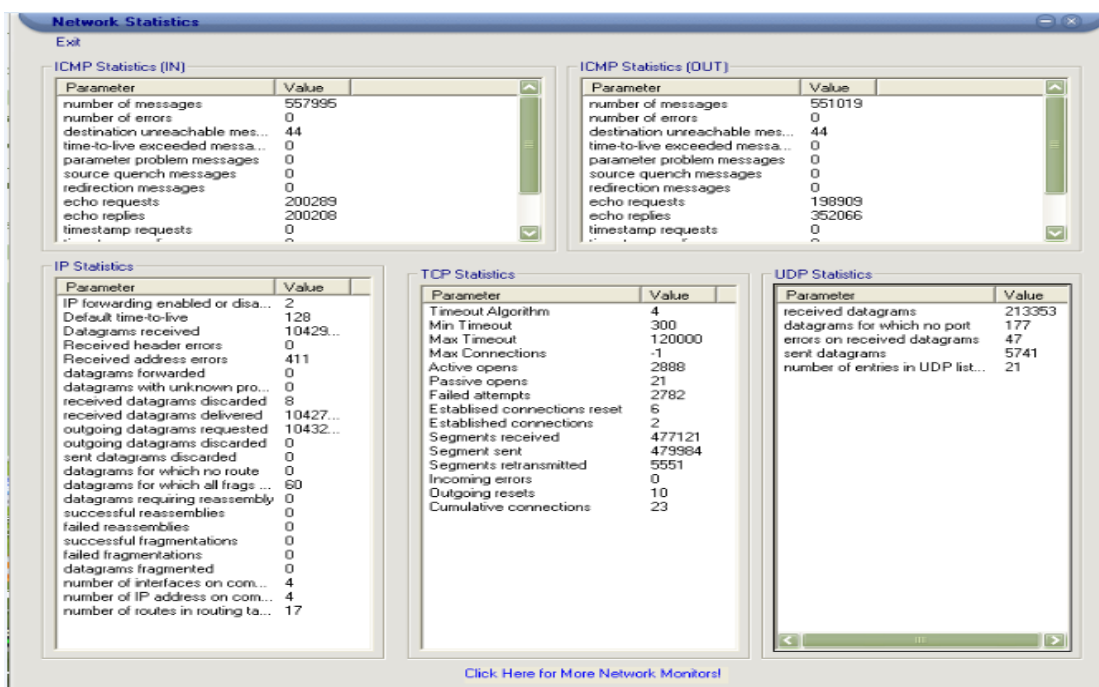 Network Statistics
Exit
ICMP Statistics (IN)
Parameter Value
number of messages 557995
number of errors 0
destination unreachable mes... 44
time-to-live exceeded messa... 0
parameter problem messages 0
source quench messages 0
redirection messages 0
echo requests 200289
echo replies 200208
timestamp requests 0
ICMP Statistics (OUT)
Parameter Value
number of messages 551019
number of errors 0
destination unreachable mes... 44
time-to-live exceeded messa... 0
parameter problem messages 0
source quench messages 0
redirection messages 0
echo requests 198909
echo replies 352066
timestamp requests 0
IP Statistics
Parameter Value
IP forwarding enabled or disa... 2
Default time-to-live 128
Datagrams received 10429...
Received header errors 0
Received address errors 411
datagrams forwarded 0
datagrams with unknown pro... 0
received datagrams discarded 8
received datagrams delivered 10427...
outgoing datagrams requested 10432...
outgoing datagrams discarded 0
sent datagrams discarded 0
datagrams for which no route 0
datagrams for which all frags ... 60
datagrams requiring reassembly 0
successful reassemblies 0
failed reassemblies 0
successful fragmentations 0
failed fragmentations 0
datagrams fragmented 0
number of interfaces on com... 4
number of IP address on com... 4
number of routes in routing ta... 17
TCP Statistics
Parameter Value
Timeout Algorithm 4
Min Timeout 300
Max Timeout 120000
Max Connections -1
Active opens 2888
Passive opens 21
Failed attempts 2782
Establised connections reset 6
Established connections 2
Segments received 477121
Segment sent 479984
Segments retransmitted 5551
Incoming errors 0
Outgoing resets 10
Cumulative connections 23
UDP Statistics
Parameter Value
received datagrams 213353
datagrams for which no port 177
errors on received datagrams 47
sent datagrams 5741
number of entries in UDP list... 21
Click Here for More Network Monitors!